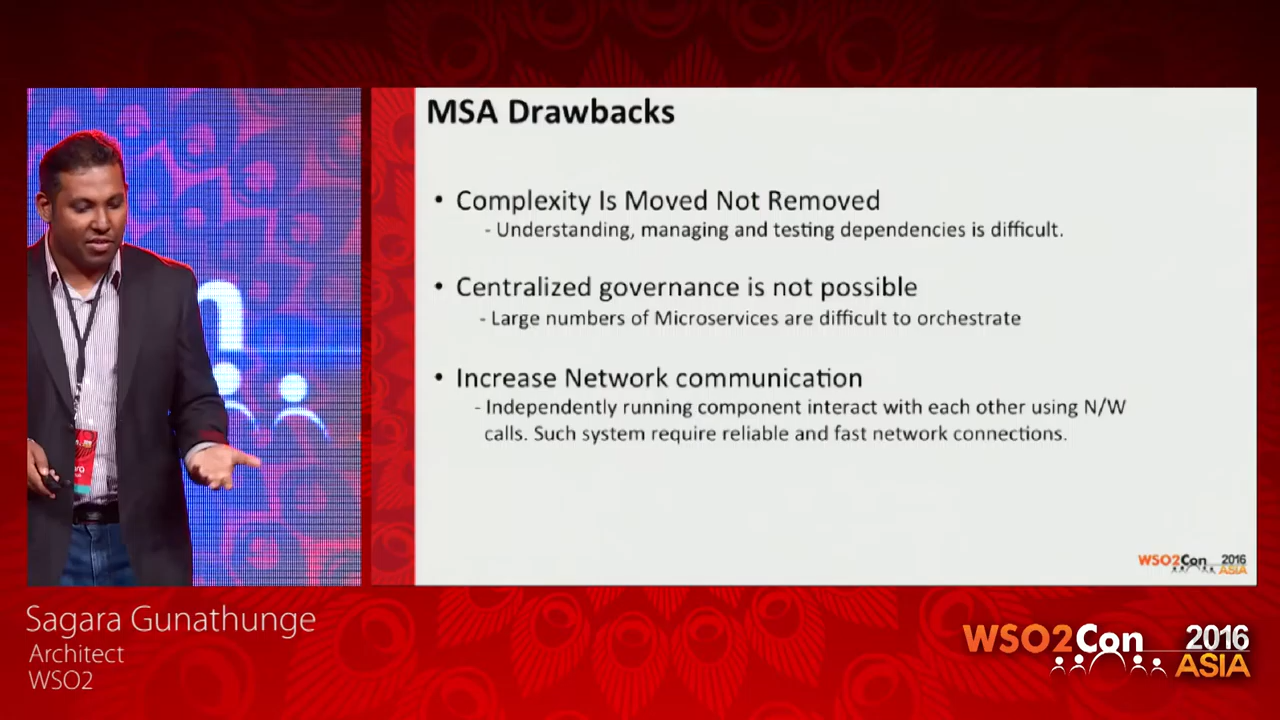 MSA Drawbacks
• Complexity Is Moved Not Removed
- Understanding, managing and testing dependencies is difficult.
• Centralized governance is not possible
- Large numbers of Microservices are difficult to orchestrate
• Increase Network communication
- Independently running component interact with each other using N/W
calls. Such system require reliable and fast network connections.
WSO2Con 2016
ASIA
Sagara Gunathunge
Architect
WSO2
WSO2Con 2016
ASIA